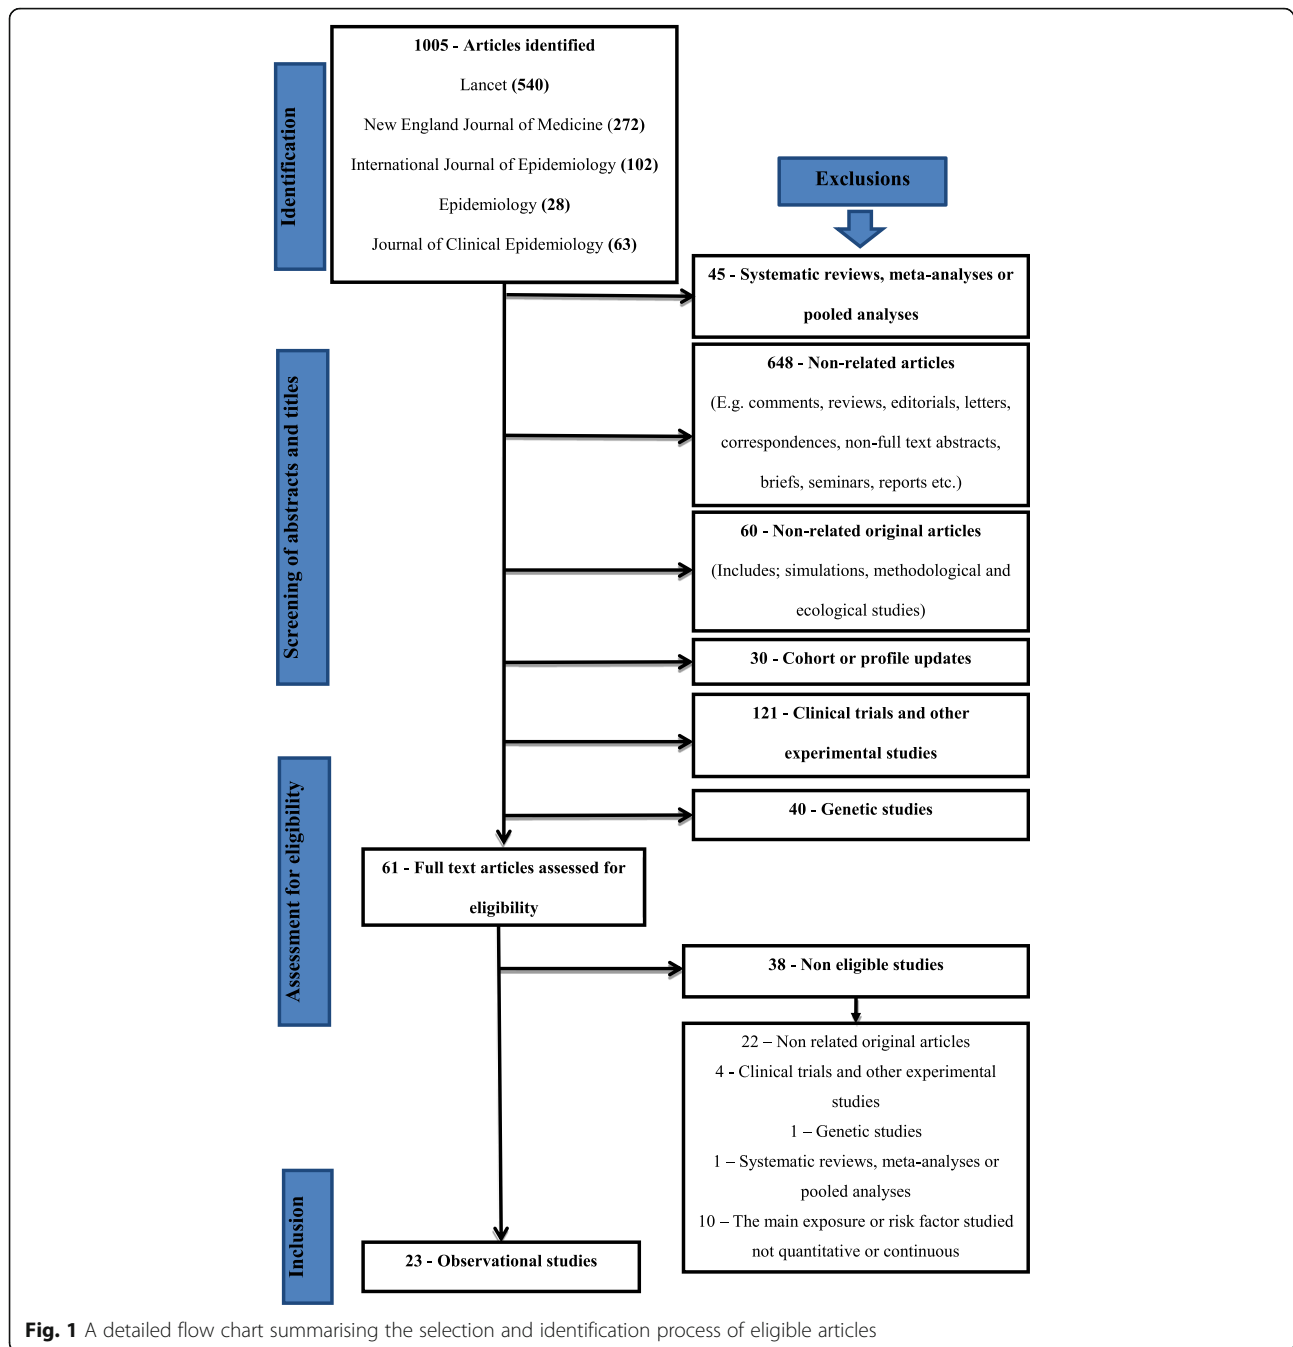 1005 - Articles identified
Lancet (540)
New England Journal of Medicine (272)
International Journal of Epidemiology (102)
Epidemiology (28)
Journal of Clinical Epidemiology (63)
Identification
Exclusions
45 - Systematic reviews, meta-analyses or
pooled analyses
Screening of abstracts and titles
648 - Non-related articles
(E.g. comments, reviews, editorials, letters,
correspondences, non-full text abstracts,
briefs, seminars, reports etc.)
60 - Non-related original articles
(Includes; simulations, methodological and
ecological studies)
30 - Cohort or profile updates
121 - Clinical trials and other
experimental studies
40 - Genetic studies
Assessment for eligibility
61 - Full text articles assessed for
eligibility
38 - Non eligible studies
22 – Non related original articles
4 - Clinical trials and other experimental
studies
1 – Genetic studies
1 – Systematic reviews, meta-analyses or
pooled analyses
10 – The main exposure or risk factor studied
not quantitative or continuous
Inclusion
23 - Observational studies
Fig. 1 A detailed flow chart summarising the selection and identification process of eligible articles